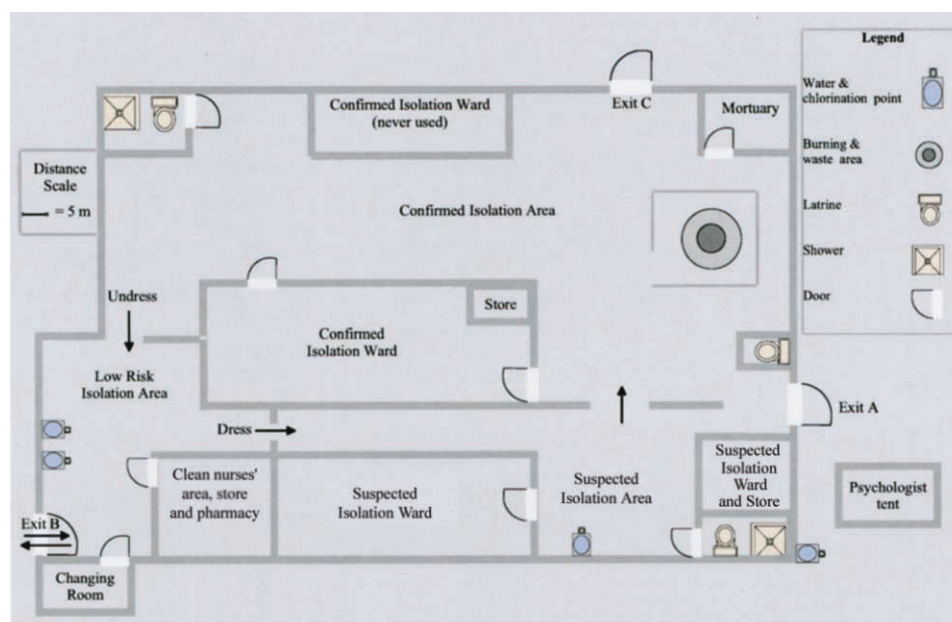 Legend
Water &
chlorination point
Burning &
waste area
Latrine
Shower
Door
Exit C
Confirmed Isolation Ward
(never used)
Mortuary
Distance
Scale
= 5 m
Confirmed Isolation Area
Undress
Store
Confirmed
Isolation Ward
Low Risk
Isolation Area
Exit A
Dress
Clean nurses'
area, store
and pharmacy
Suspected
Isolation Ward
Suspected
Isolation Area
Suspected
Isolation
Ward
and Store
Psychologist
tent
Exit B
Changing
Room